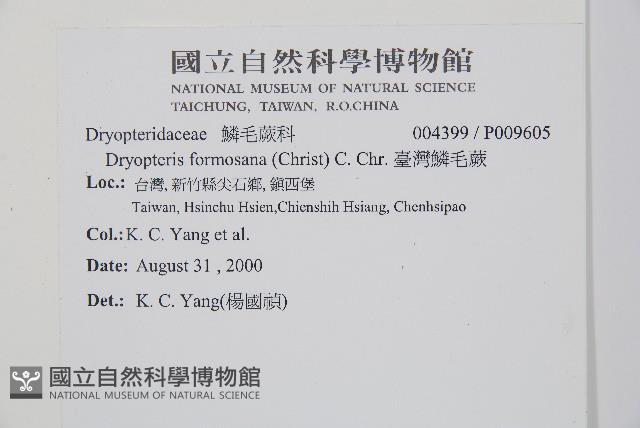 國立自然科學博物館
NATIONAL MUSEUM OF NATURAL SCIENCE
TAICHUNG, TAIWAN, R.O.CHINA
Dryopteridaceae 鱗毛蕨科 004399 / P009605
Dryopteris formosana (Christ) C. Chr. 臺灣鱗毛蕨
Loc.: 台灣, 新竹縣尖石鄉, 鎮西堡
Taiwan, Hsinchu Hsien,Chienshih Hsiang, Chenhsipao
Col.: K. C. Yang et al.
Date: August 31 , 2000
Det.: K. C. Yang(楊國禎)
國立自然科學博物館
NATIONAL MUSEUM OF NATURAL SCIENCE